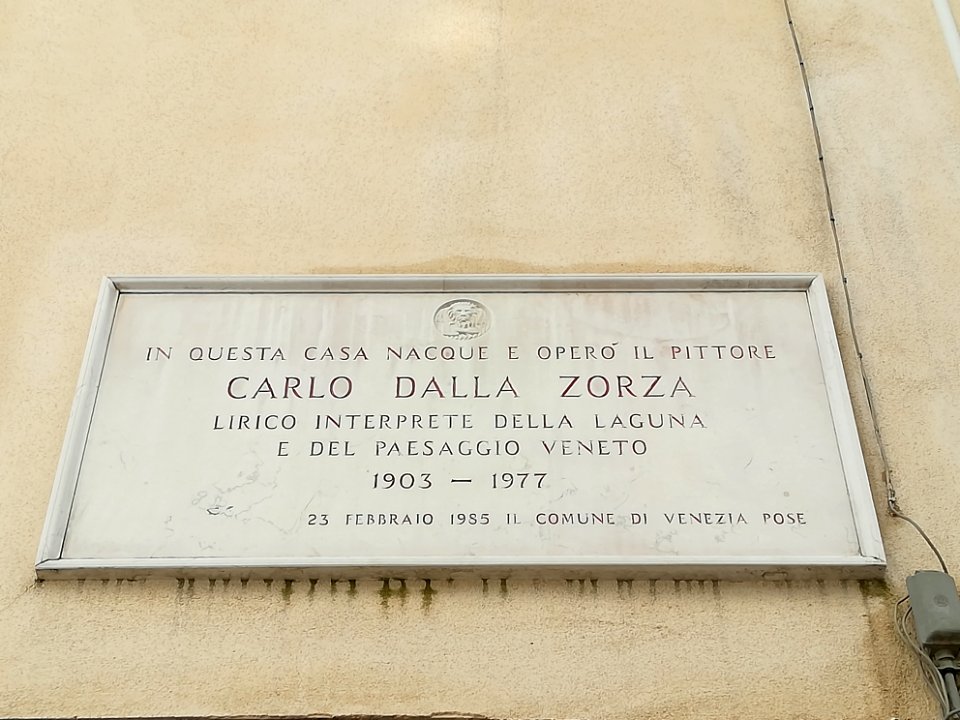 IN QUESTA CASA NACQUE E OPERÒ IL PITTORE
CARLO DALLA ZORZA
LIRICO INTERPRETE DELLA LAGUNA
E DEL PAESAGGIO VENETO
1903 — 1977
23 FEBBRAIO 1985 IL COMUNE DI VENEZIA POSE